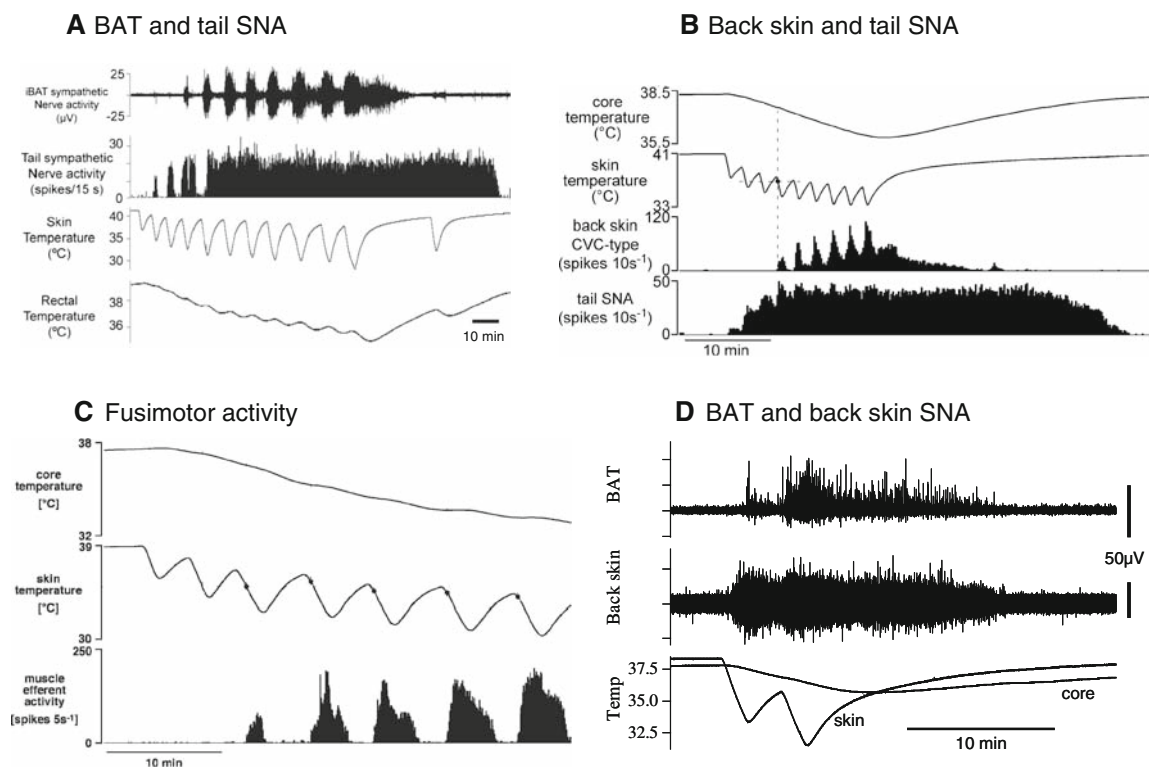 A BAT and tail SNA
iBAT sympathetic
Nerve activity
(µV)
25
0
-25
Tail sympathetic
Nerve activity
(spikes/15 s)
30
0
Skin
Temperature
(°C)
40
35
30
Rectal
Temperature
(°C)
38
36
10 min
B Back skin and tail SNA
core
temperature
(°C)
38.5
35.5
skin
temperature
(°C)
41
33
back skin
CVC-type
(spikes 10s⁻¹)
120
0
tail SNA
(spikes 10s⁻¹)
50
0
10 min
C Fusimotor activity
core
temperature
[°C]
38
32
skin
temperature
[°C]
39
30
muscle
efferent
activity
[spikes 5s⁻¹]
250
0
10 min
D BAT and back skin SNA
BAT
Back skin
50µV
Temp
37.5
35.0
32.5
core
skin
10 min